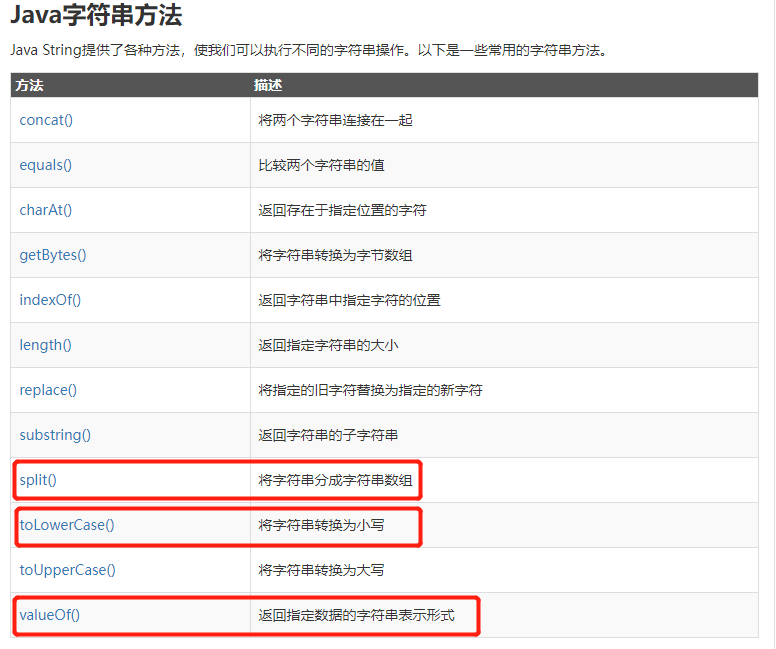 Java字符串方法
Java String提供了各种方法，使我们可以执行不同的字符串操作。以下是一些常用的字符串方法。
方法 描述
concat() 将两个字符串连接在一起
equals() 比较两个字符串的值
charAt() 返回存在于指定位置的字符
getBytes() 将字符串转换为字节数组
indexOf() 返回字符串中指定字符的位置
length() 返回指定字符串的大小
replace() 将指定的旧字符替换为指定的新字符
substring() 返回字符串的子字符串
split() 将字符串分成字符串数组
toLowerCase() 将字符串转换为小写
toUpperCase() 将字符串转换为大写
valueOf() 返回指定数据的字符串表示形式